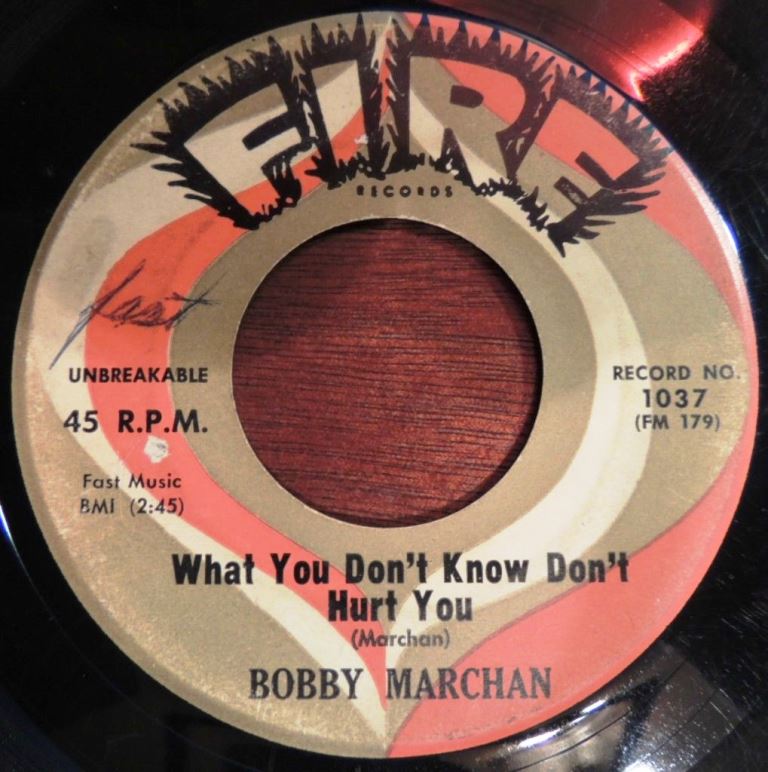 FIRE
RECORDS
fast
UNBREAKABLE
45 R.P.M.
Fast Music
BMI (2:45)
RECORD NO.
1037
(FM 179)
What You Don't Know Don't
Hurt You
(Marchan)
BOBBY MARCHAN